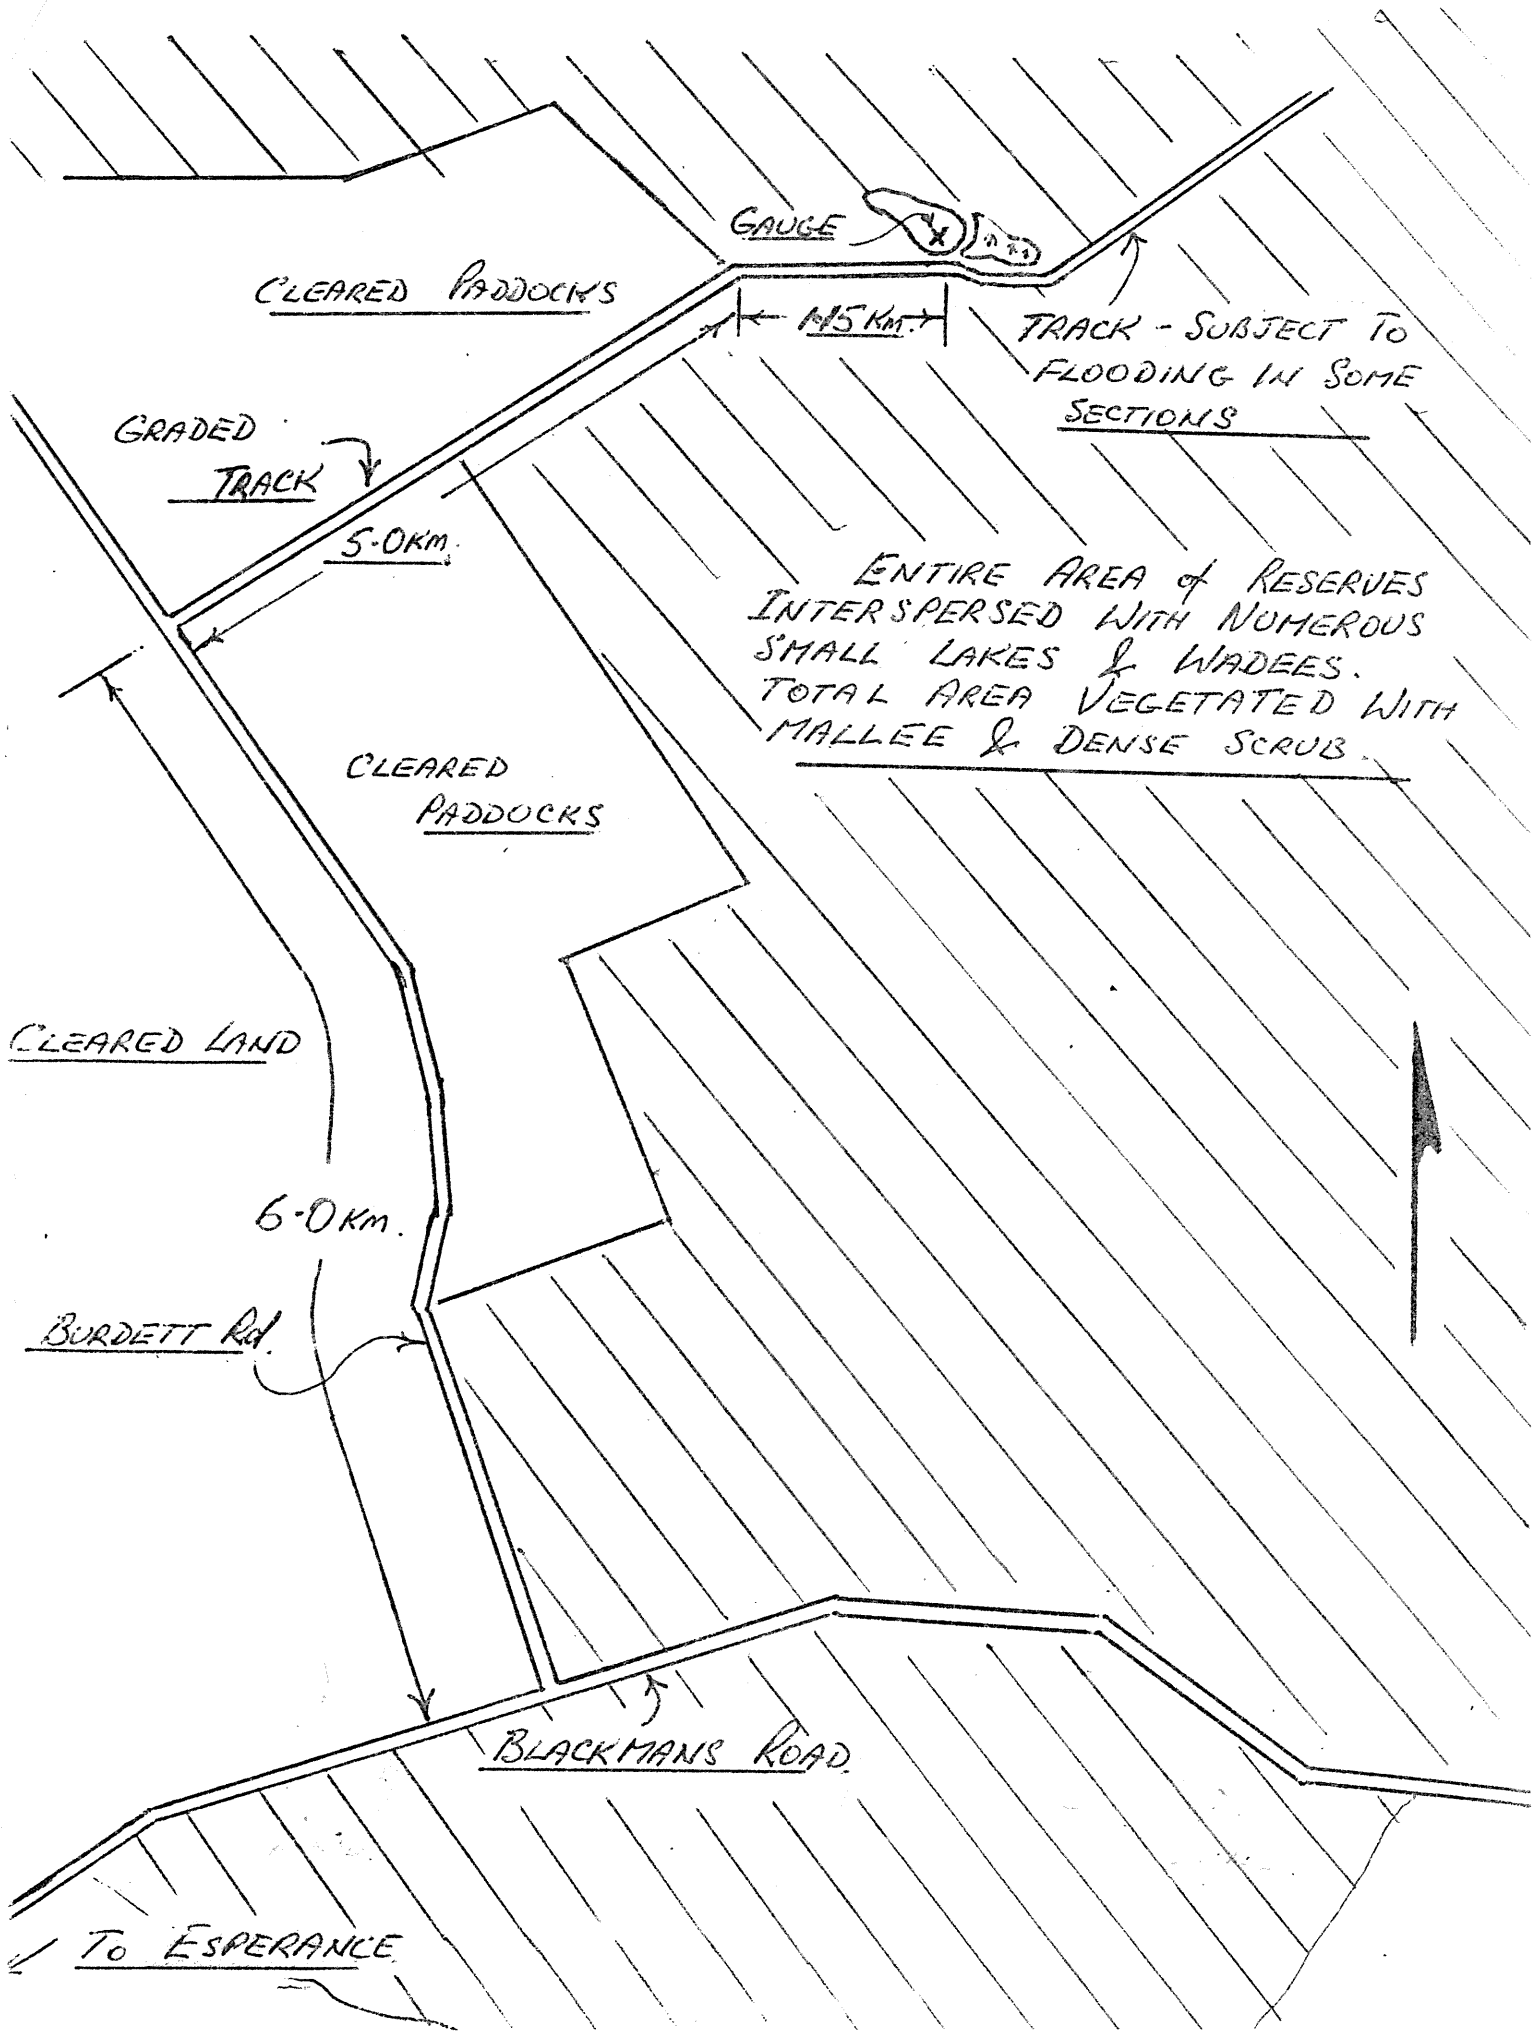 GAUGE
CLEARED PADDOCKS
TRACK - SUBJECT TO
FLOODING IN SOME
SECTIONS
GRADED
TRACK
5.0KM.
ENTIRE AREA of RESERVES
INTERSPERSED WITH NUMEROUS
SMALL LAKES & WADEES.
TOTAL AREA VEGETATED WITH
MALLEE & DENSE SCRUB.
CLEARED
PADDOCKS
CLEARED LAND
6.0KM.
BURDETT Rd.
BLACKMANS ROAD.
To ESPERANCE